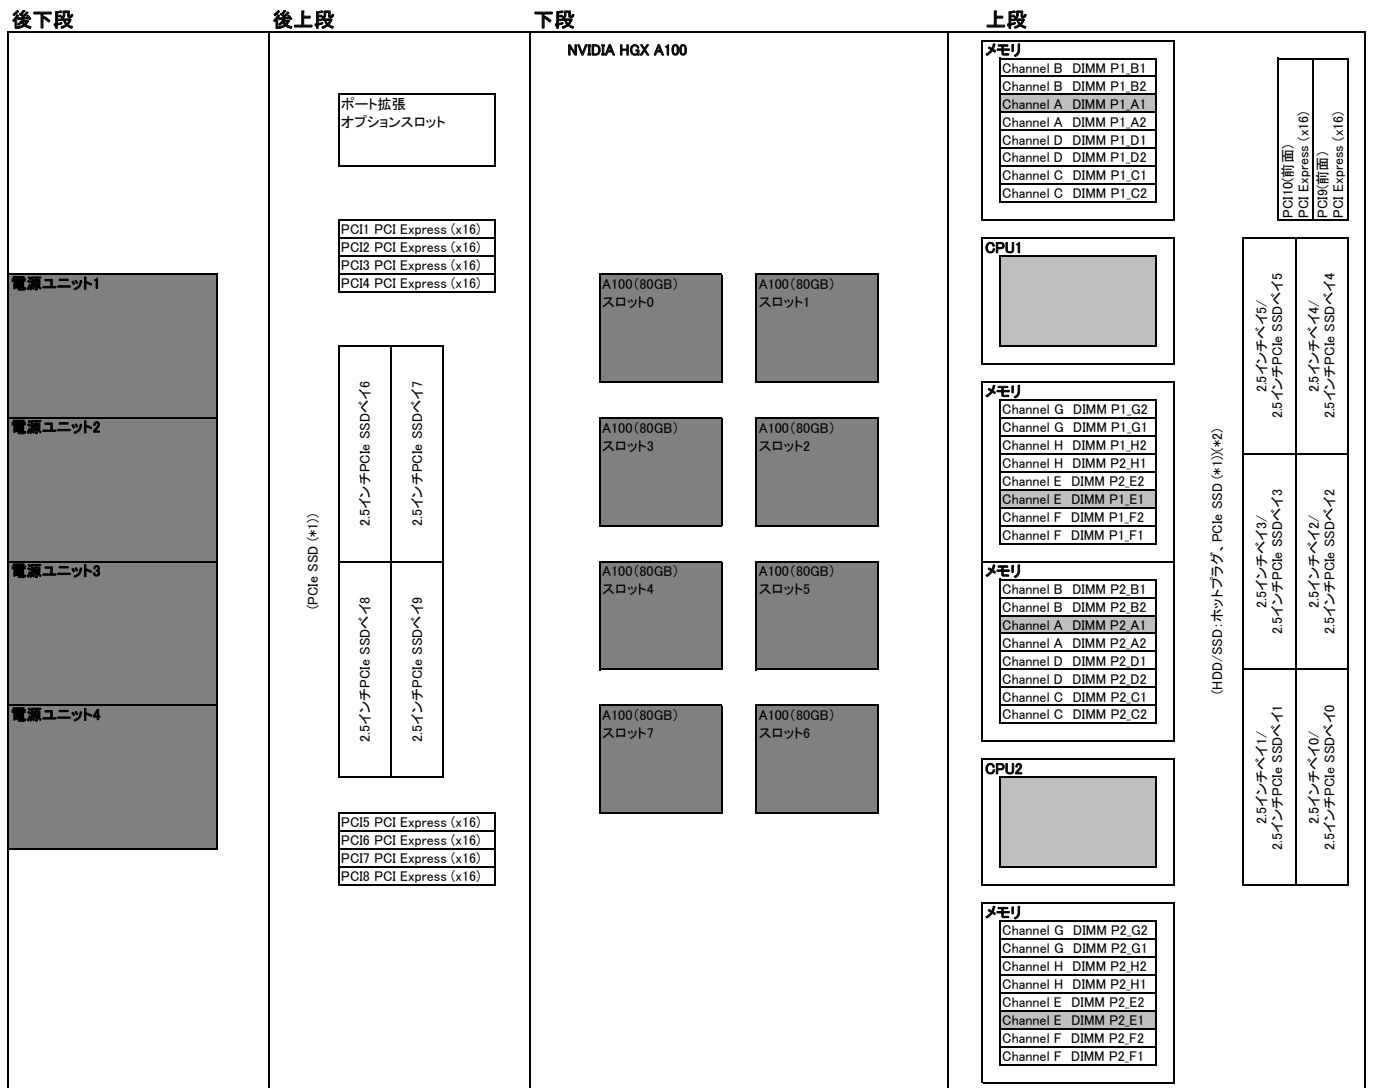 後下段
後上段
下段
上段
電源ユニット1
電源ユニット2
電源ユニット3
電源ユニット4
ポート拡張
オプションスロット
PCI1 PCI Express (x16)
PCI2 PCI Express (x16)
PCI3 PCI Express (x16)
PCI4 PCI Express (x16)
(PCIe SSD (*1))
2.5インチPCIe SSDベイ6
2.5インチPCIe SSDベイ7
2.5インチPCIe SSDベイ8
2.5インチPCIe SSDベイ9
PCI5 PCI Express (x16)
PCI6 PCI Express (x16)
PCI7 PCI Express (x16)
PCI8 PCI Express (x16)
NVIDIA HGX A100
A100(80GB)
スロット0
A100(80GB)
スロット1
A100(80GB)
スロット3
A100(80GB)
スロット2
A100(80GB)
スロット4
A100(80GB)
スロット5
A100(80GB)
スロット7
A100(80GB)
スロット6
メモリ
Channel B DIMM P1_B1
Channel B DIMM P1_B2
Channel A DIMM P1_A1
Channel A DIMM P1_A2
Channel D DIMM P1_D1
Channel D DIMM P1_D2
Channel C DIMM P1_C1
Channel C DIMM P1_C2
CPU1
メモリ
Channel G DIMM P1_G2
Channel G DIMM P1_G1
Channel H DIMM P1_H2
Channel H DIMM P2_H1
Channel E DIMM P2_E2
Channel E DIMM P1_E1
Channel F DIMM P1_F2
Channel F DIMM P1_F1
メモリ
Channel B DIMM P2_B1
Channel B DIMM P2_B2
Channel A DIMM P2_A1
Channel A DIMM P2_A2
Channel D DIMM P2_D1
Channel D DIMM P2_D2
Channel C DIMM P2_C1
Channel C DIMM P2_C2
CPU2
メモリ
Channel G DIMM P2_G2
Channel G DIMM P2_G1
Channel H DIMM P2_H2
Channel H DIMM P2_H1
Channel E DIMM P2_E2
Channel E DIMM P2_E1
Channel F DIMM P2_F2
Channel F DIMM P2_F1
PCI10(前面)
PCI Express (x16)
PCI9(前面)
PCI Express (x16)
(HDD/SSD:ホットプラグ、PCIe SSD (*1))(*2)
2.5インチベイ5/
2.5インチPCIe SSDベイ5
2.5インチベイ4/
2.5インチPCIe SSDベイ4
2.5インチベイ3/
2.5インチPCIe SSDベイ3
2.5インチベイ2/
2.5インチPCIe SSDベイ2
2.5インチベイ1/
2.5インチPCIe SSDベイ1
2.5インチベイ0/
2.5インチPCIe SSDベイ0